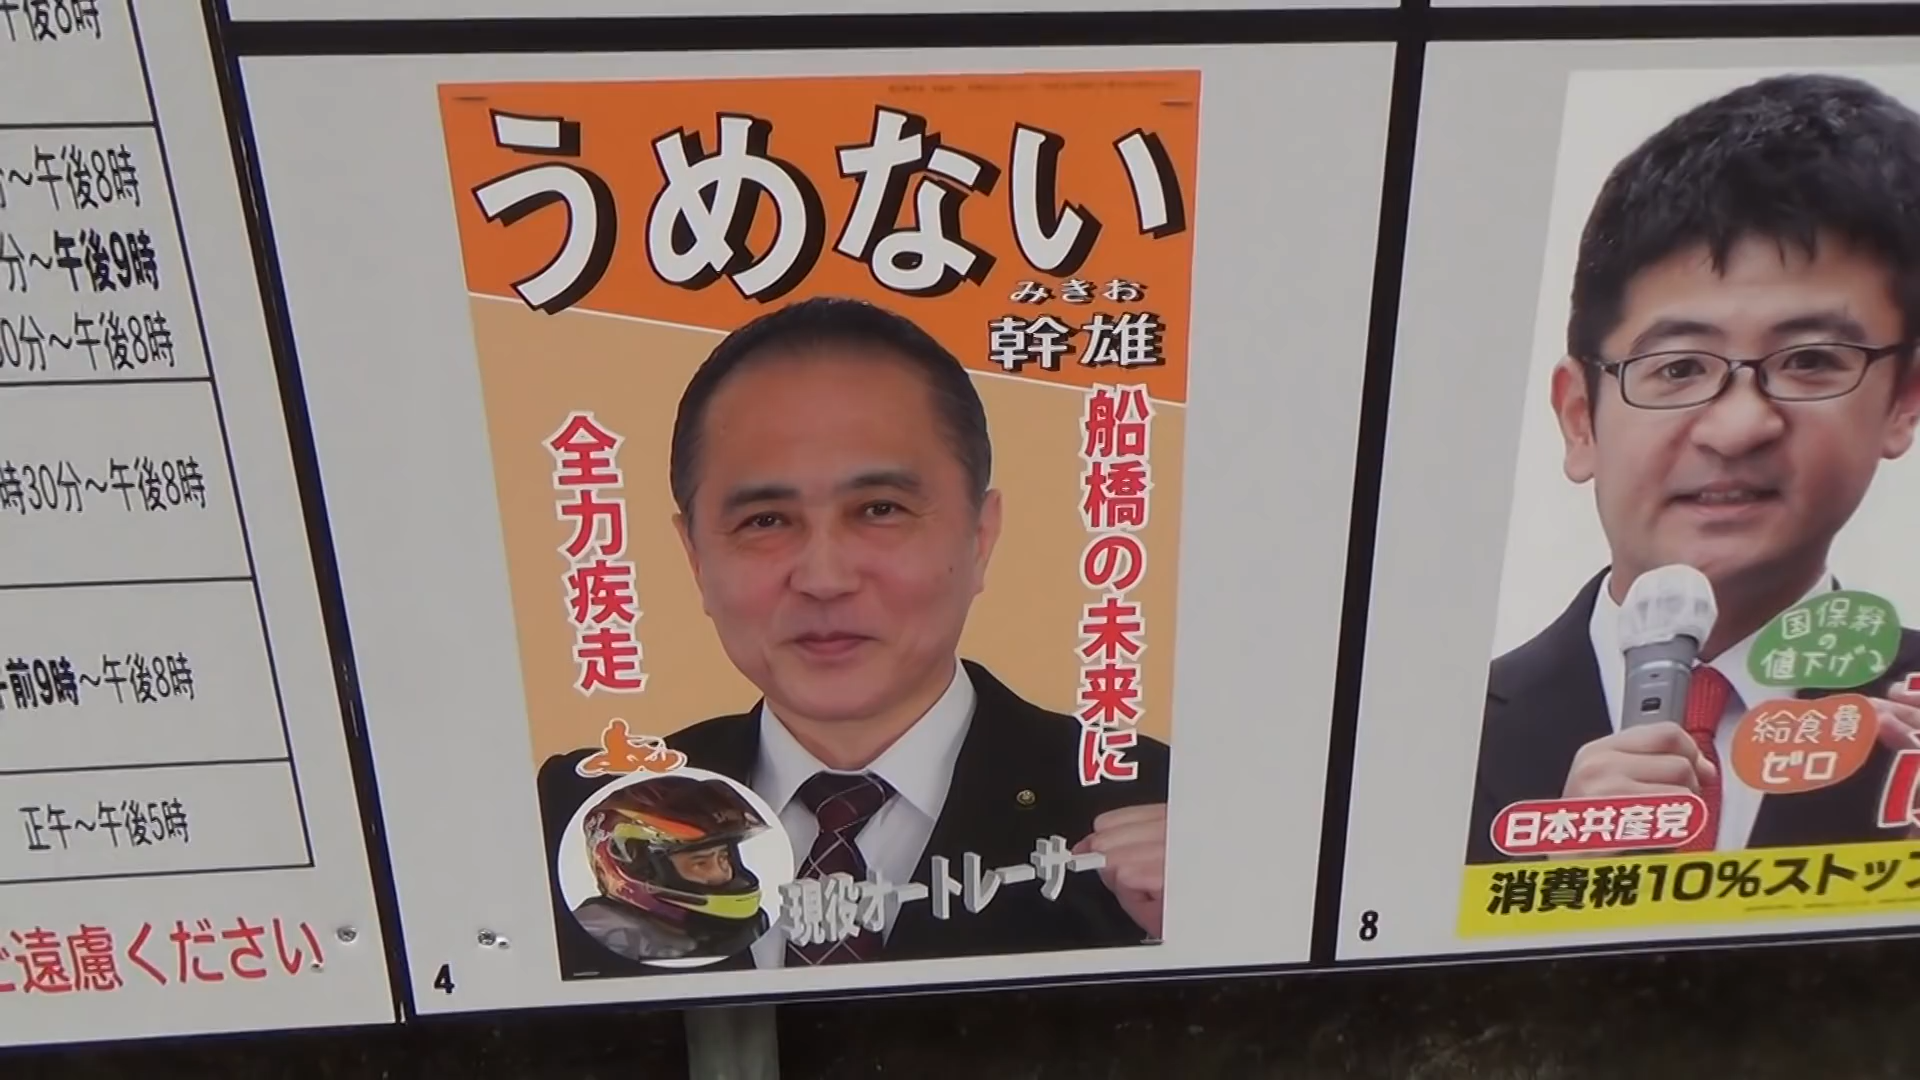 午後8時
～午後8時
分～午後9時
30分～午後8時
時30分～午後8時
午前9時～午後8時
正午～午後5時
ご遠慮ください
うめない
みきお
幹雄
船橋の未来に
全力疾走
現役オートレーサー
4
国保料
の
値下げ
給食費
ゼロ
日本共産党
消費税10%ストップ
8